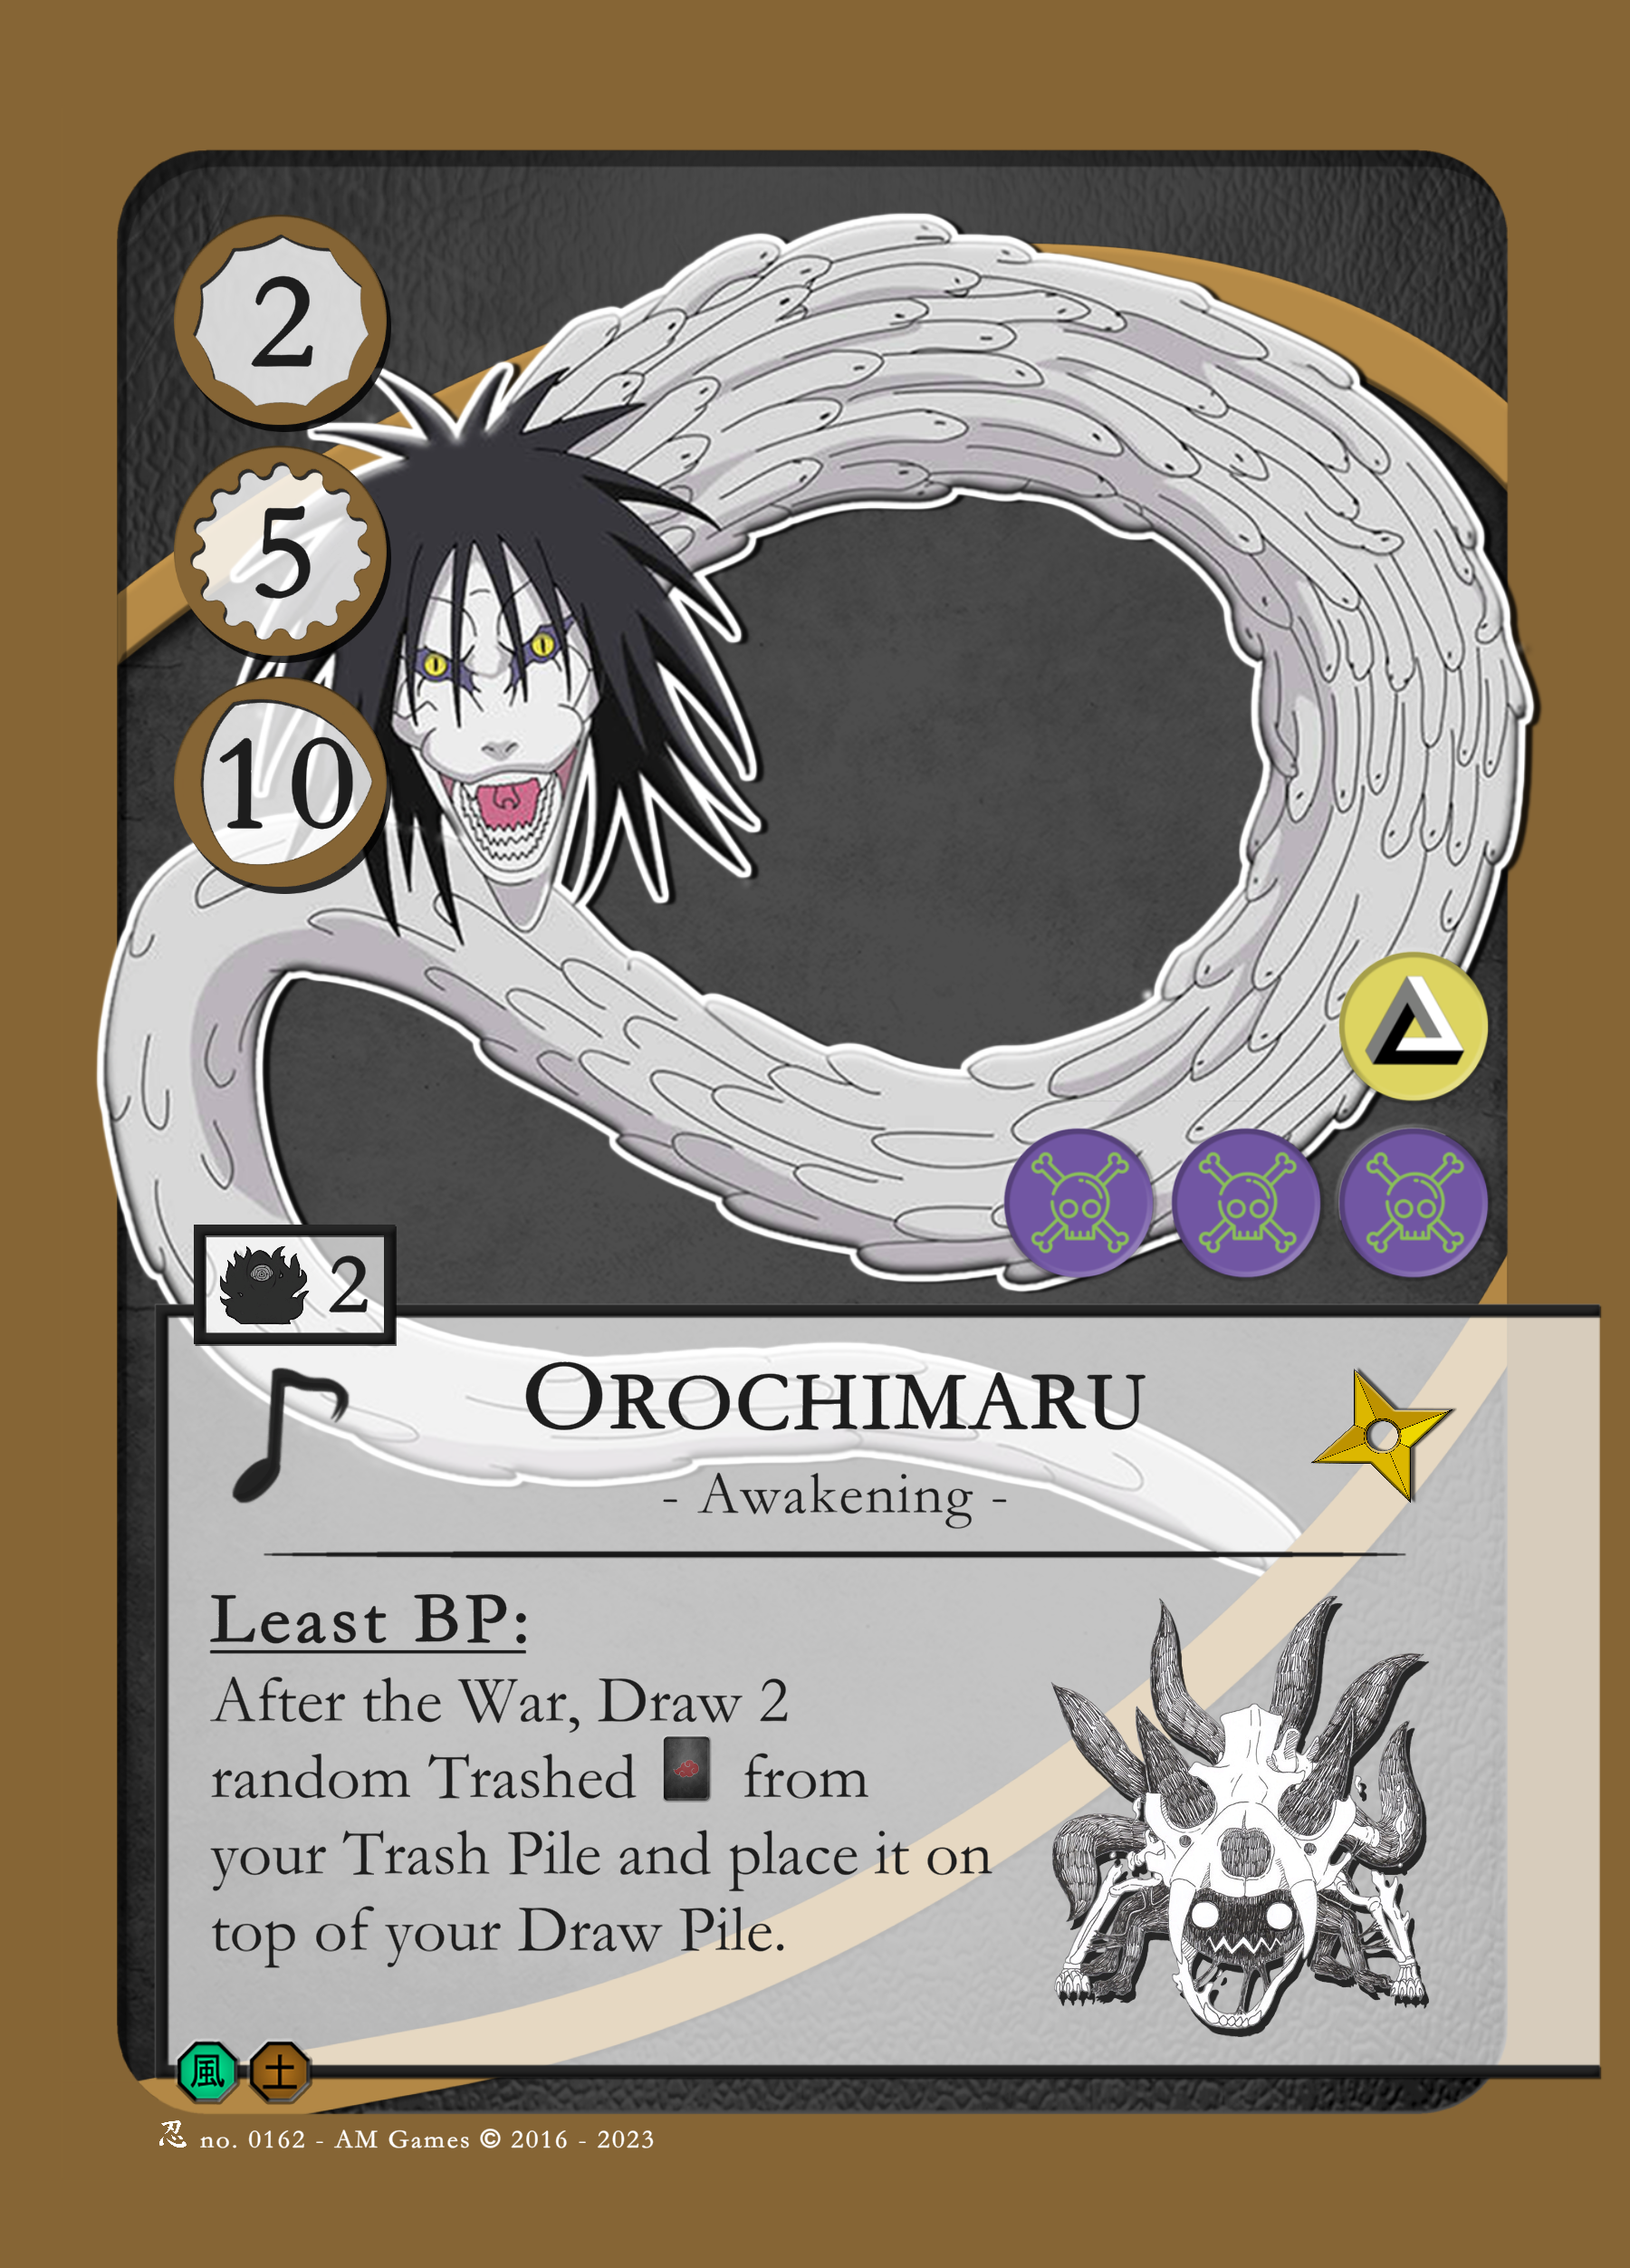 2
5
10
2
OROCHIMARU
- Awakening -
Least BP:
After the War, Draw 2
random Trashed from
your Trash Pile and place it on
top of your Draw Pile.
風 土
忍 no. 0162 - AM Games © 2016 - 2023